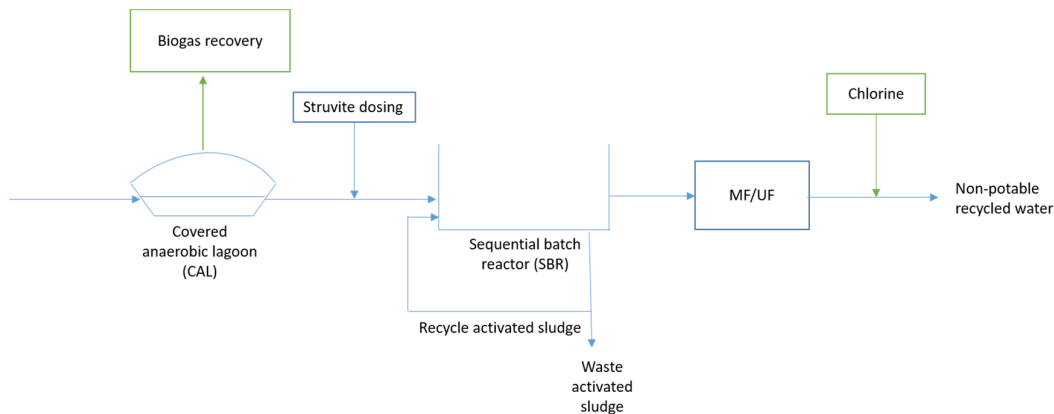 Biogas recovery
Struvite dosing
Chlorine
MF/UF
Non-potable
recycled water
Covered
anaerobic lagoon
(CAL)
Sequential batch
reactor (SBR)
Recycle activated sludge
Waste
activated
sludge